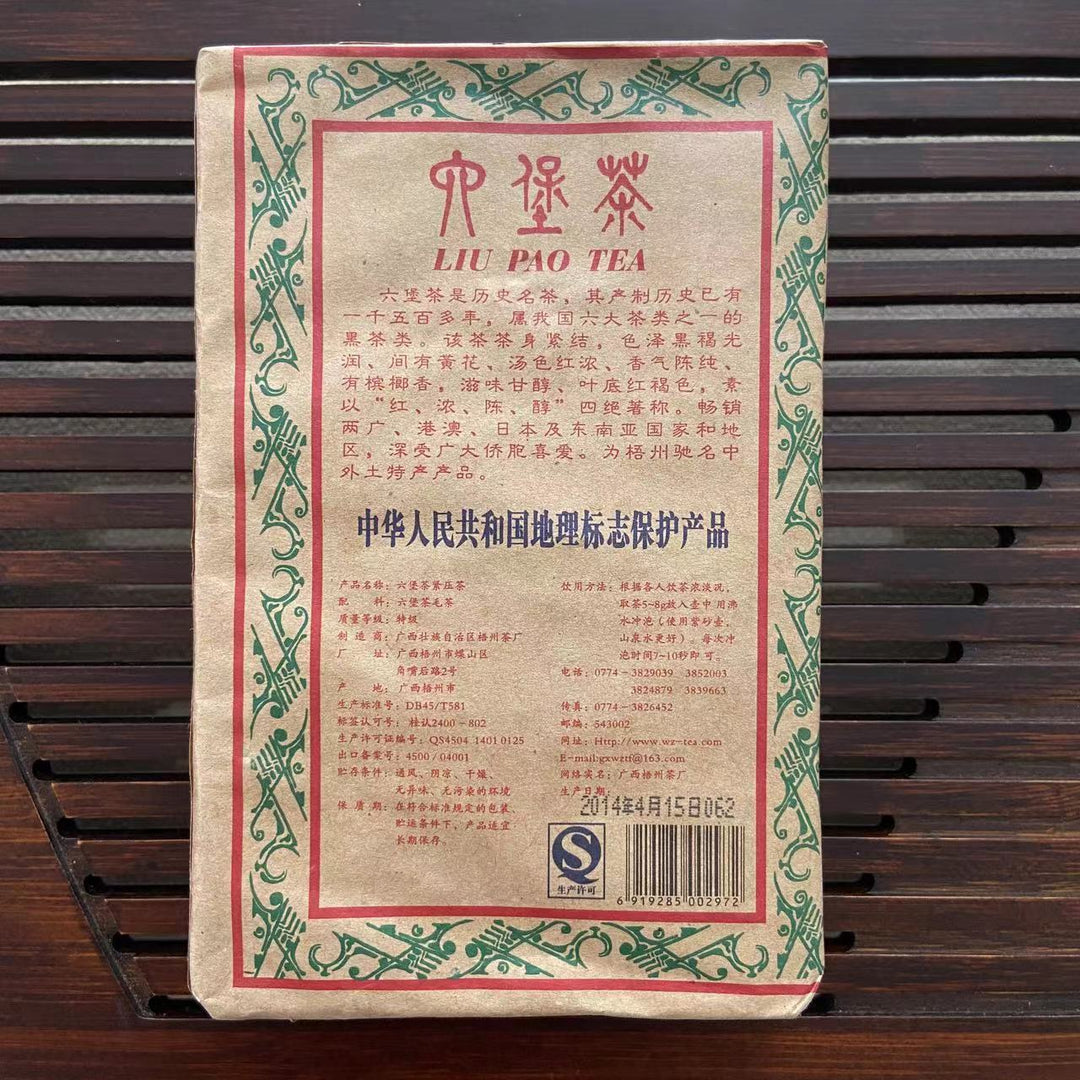 六堡茶
LIU PAO TEA
六堡茶是历史名茶，其产制历史已有
一千五百多年，属我国六大茶类之一的
黑茶类。该茶茶身紧结，色泽黑褐光
润、间有黄花、汤色红浓、香气陈纯、
有槟榔香，滋味甘醇、叶底红褐色，素
以“红、浓、陈、醇”四绝著称。畅销
两广、港澳、日本及东南亚国家和地
区，深受广大侨胞喜爱。为梧州驰名中
外土特产产品。
中华人民共和国地理标志保护产品
产品名称：六堡茶紧压茶
配　　料：六堡茶毛茶
质量等级：特级
制 造 商：广西壮族自治区梧州茶厂
厂　　址：广西梧州市蝶山区
角嘴后路2号
产　　地：广西梧州市
生产标准号：DB45/T581
标签认可号：桂认2400-802
生产许可证编号：QS4504 1401 0125
出口备案号：4500/04001
贮存条件：通风、阴凉、干燥、
无异味、无污染的环境
保 质 期：在符合标准规定的包装、
贮运条件下、产品适宜
长期保存。
饮用方法：根据各人饮茶浓淡况，
取茶5-8g放入壶中用沸
水冲泡（使用紫砂壶，
山泉水更好）。每次冲
泡时间7-10秒即可。
电话：0774-3829039 3852003
3824879 3839663
传真：0774-3826452
邮编：543002
网址：Http://www.wz-tea.com
E-mail:gxwztf@163.com
网络实名：广西梧州茶厂
生产日期：
2014年4月15日062
生产许可
6 919285 002972